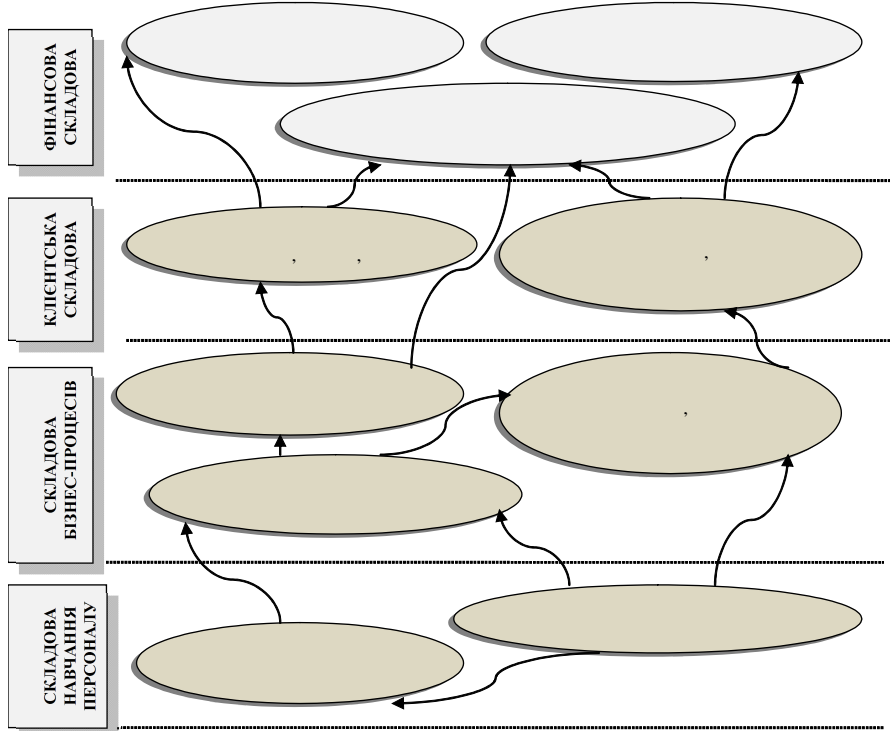 ФІНАНСОВА
СКЛАДОВА
КЛІЄНТСЬКА
СКЛАДОВА
, ,
,
СКЛАДОВА
БІЗНЕС-ПРОЦЕСІВ
,
СКЛАДОВА
НАВЧАННЯ
ПЕРСОНАЛУ